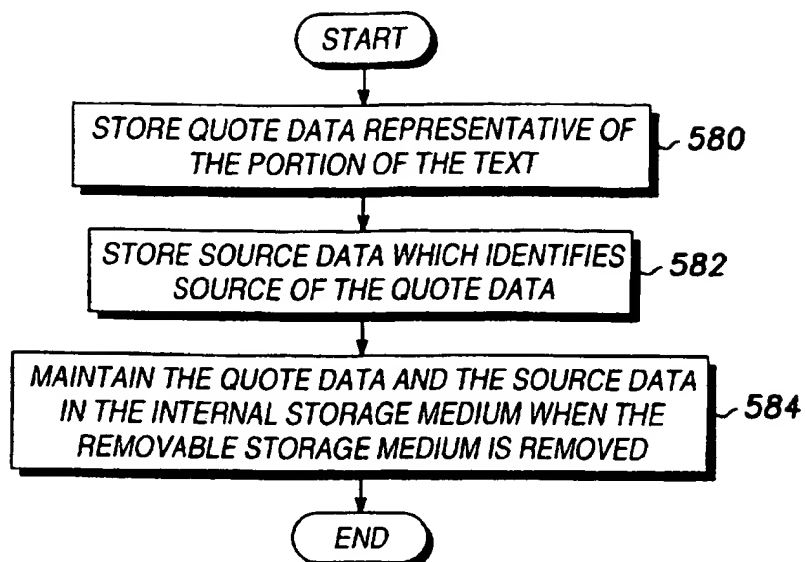 START
STORE QUOTE DATA REPRESENTATIVE OF
THE PORTION OF THE TEXT
580
STORE SOURCE DATA WHICH IDENTIFIES
SOURCE OF THE QUOTE DATA
582
MAINTAIN THE QUOTE DATA AND THE SOURCE DATA
IN THE INTERNAL STORAGE MEDIUM WHEN THE
REMOVABLE STORAGE MEDIUM IS REMOVED
584
END